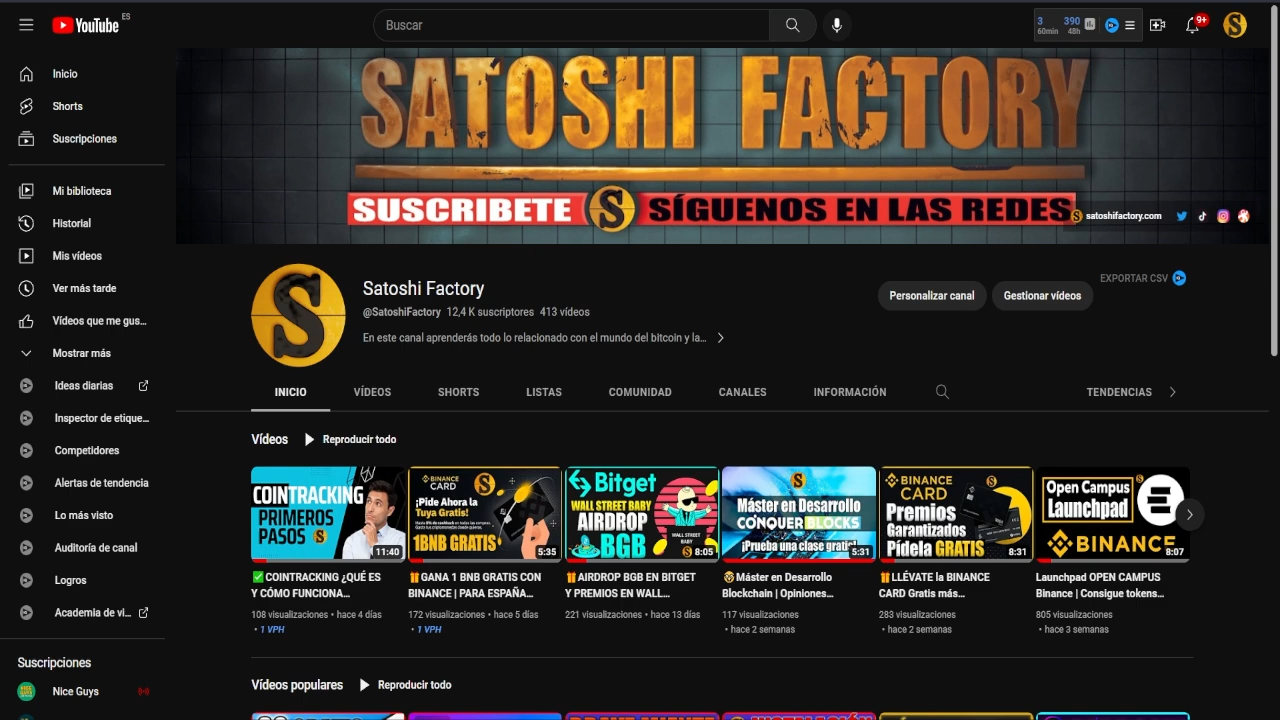 YouTube ES
Buscar
3 390
60min 48h
9+
Inicio
Shorts
Suscripciones
Mi biblioteca
Historial
Mis vídeos
Ver más tarde
Vídeos que me gus...
Mostrar más
Ideas diarias
Inspector de etique...
Competidores
Alertas de tendencia
Lo más visto
Auditoría de canal
Logros
Academia de vi...
Suscripciones
Nice Guys
SATOSHI FACTORY
SUSCRIBETE S SÍGUENOS EN LAS REDES
satoshifactory.com
Satoshi Factory
@SatoshiFactory 12,4 K suscriptores 413 vídeos
En este canal aprenderás todo lo relacionado con el mundo del bitcoin y la...
EXPORTAR CSV
Personalizar canal
Gestionar vídeos
INICIO VÍDEOS SHORTS LISTAS COMUNIDAD CANALES INFORMACIÓN TENDENCIAS
Vídeos Reproducir todo
COINTRACKING
PRIMEROS
PASOS
11:40
COINTRACKING ¿QUÉ ES
Y CÓMO FUNCIONA...
108 visualizaciones • hace 4 días
• 1 VPH
BINANCE
CARD
¡Pide Ahora la
Tuya Gratis!
1BNB GRATIS
5:35
GANA 1 BNB GRATIS CON
BINANCE | PARA ESPAÑA...
172 visualizaciones • hace 5 días
• 1 VPH
Bitget
WALL STREET BABY
AIRDROP
BGB
WALL STREET
BABY
8:05
AIRDROP BGB EN BITGET
Y PREMIOS EN WALL...
221 visualizaciones • hace 13 días
Máster en Desarrollo
CONQUER BLOCKS
¡Prueba una clase gratis
5:31
Máster en Desarrollo
Blockchain | Opiniones...
117 visualizaciones
• hace 2 semanas
BINANCE
CARD
Premios
Garantizados
Pídela GRATIS
8:31
LLÉVATE la BINANCE
CARD Gratis más...
283 visualizaciones
• hace 2 semanas
Open Campus
Launchpad
BINANCE
8:07
Launchpad OPEN CAMPUS
Binance | Consigue tokens...
805 visualizaciones
• hace 3 semanas
Vídeos populares Reproducir todo